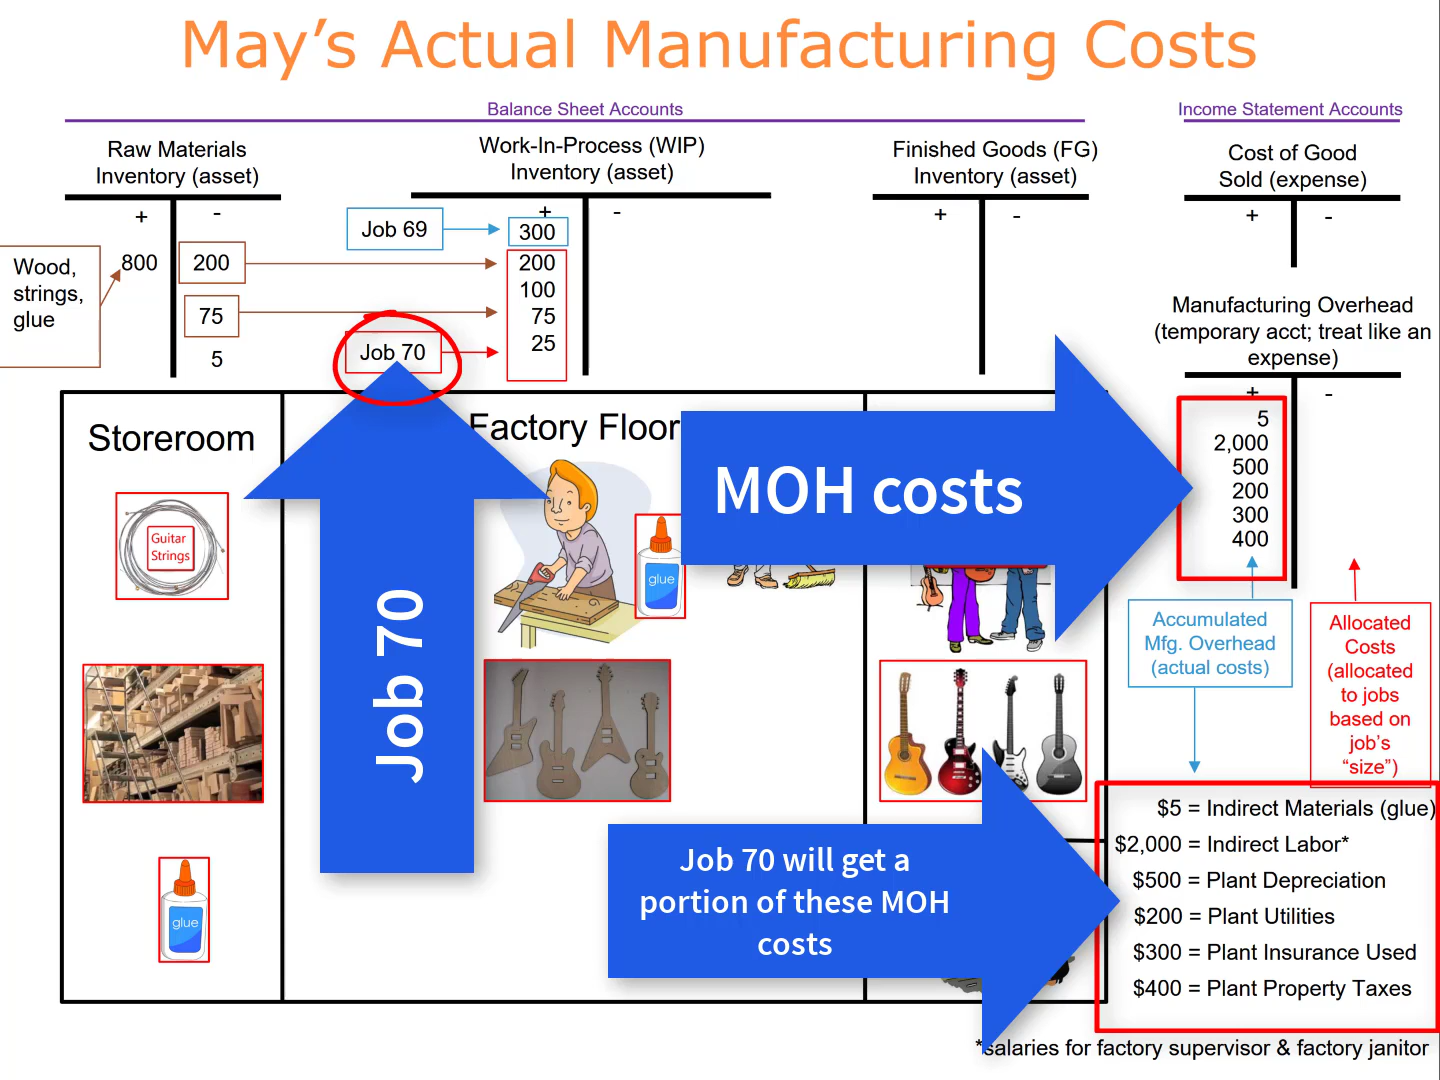 May's Actual Manufacturing Costs
Balance Sheet Accounts
Income Statement Accounts
Raw Materials
Inventory (asset)
Work-In-Process (WIP)
Inventory (asset)
Finished Goods (FG)
Inventory (asset)
Cost of Good
Sold (expense)
+ -
+ -
+ -
+ -
Wood,
strings,
glue
800
200
75
5
Job 69
300
200
100
75
25
Job 70
Manufacturing Overhead
(temporary acct; treat like an
expense)
+ -
5
2,000
500
200
300
400
Storeroom
Factory Floor
Guitar
Strings
glue
glue
Job 70
MOH costs
Job 70 will get a
portion of these MOH
costs
Accumulated
Mfg. Overhead
(actual costs)
Allocated
Costs
(allocated
to jobs
based on
job's
“size”)
$5 = Indirect Materials (glue)
$2,000 = Indirect Labor*
$500 = Plant Depreciation
$200 = Plant Utilities
$300 = Plant Insurance Used
$400 = Plant Property Taxes
*salaries for factory supervisor & factory janitor